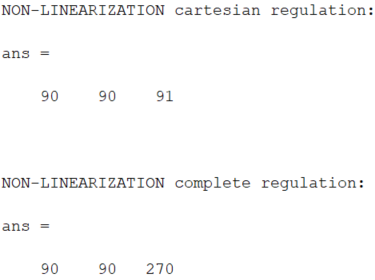 NON-LINEARIZATION cartesian regulation:
ans =
90 90 91
NON-LINEARIZATION complete regulation:
ans =
90 90 270